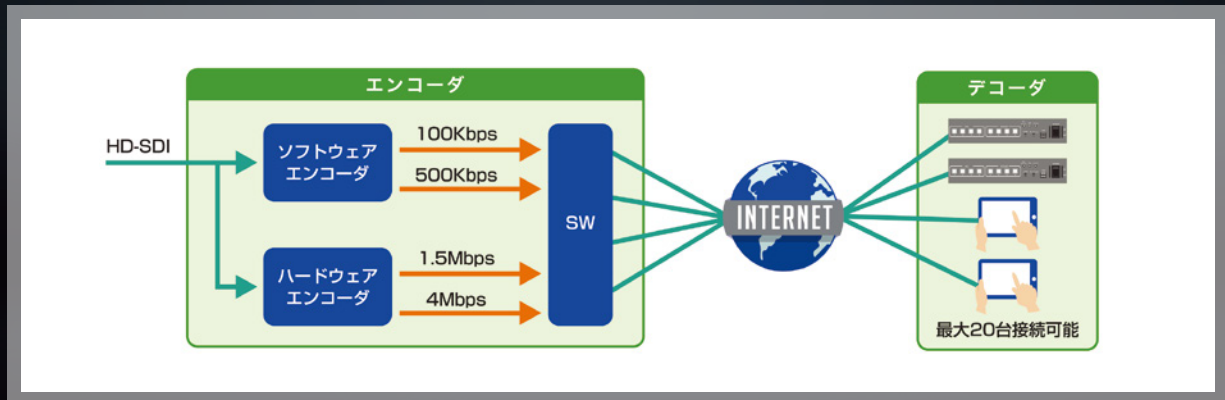 エンコーダ
デコーダ
HD-SDI
ソフトウェア
エンコーダ
100Kbps
500Kbps
SW
INTERNET
ハードウェア
エンコーダ
1.5Mbps
4Mbps
最大20台接続可能